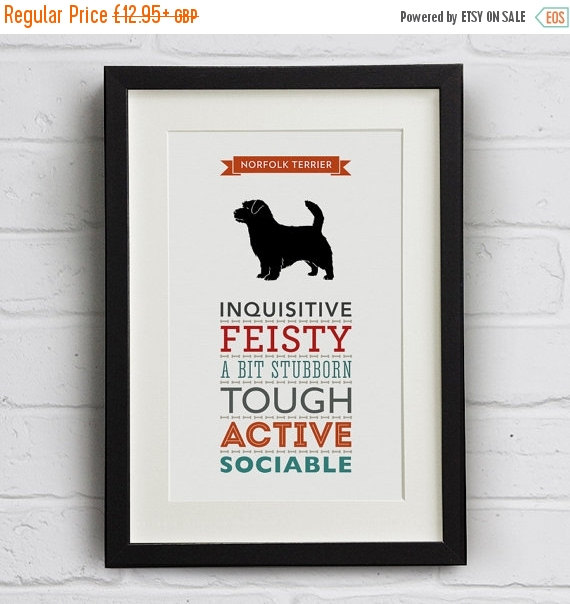 Regular Price £12.95+ GBP
Powered by ETSY ON SALE EOS
NORFOLK TERRIER
INQUISITIVE
FEISTY
A BIT STUBBORN
TOUGH
ACTIVE
SOCIABLE